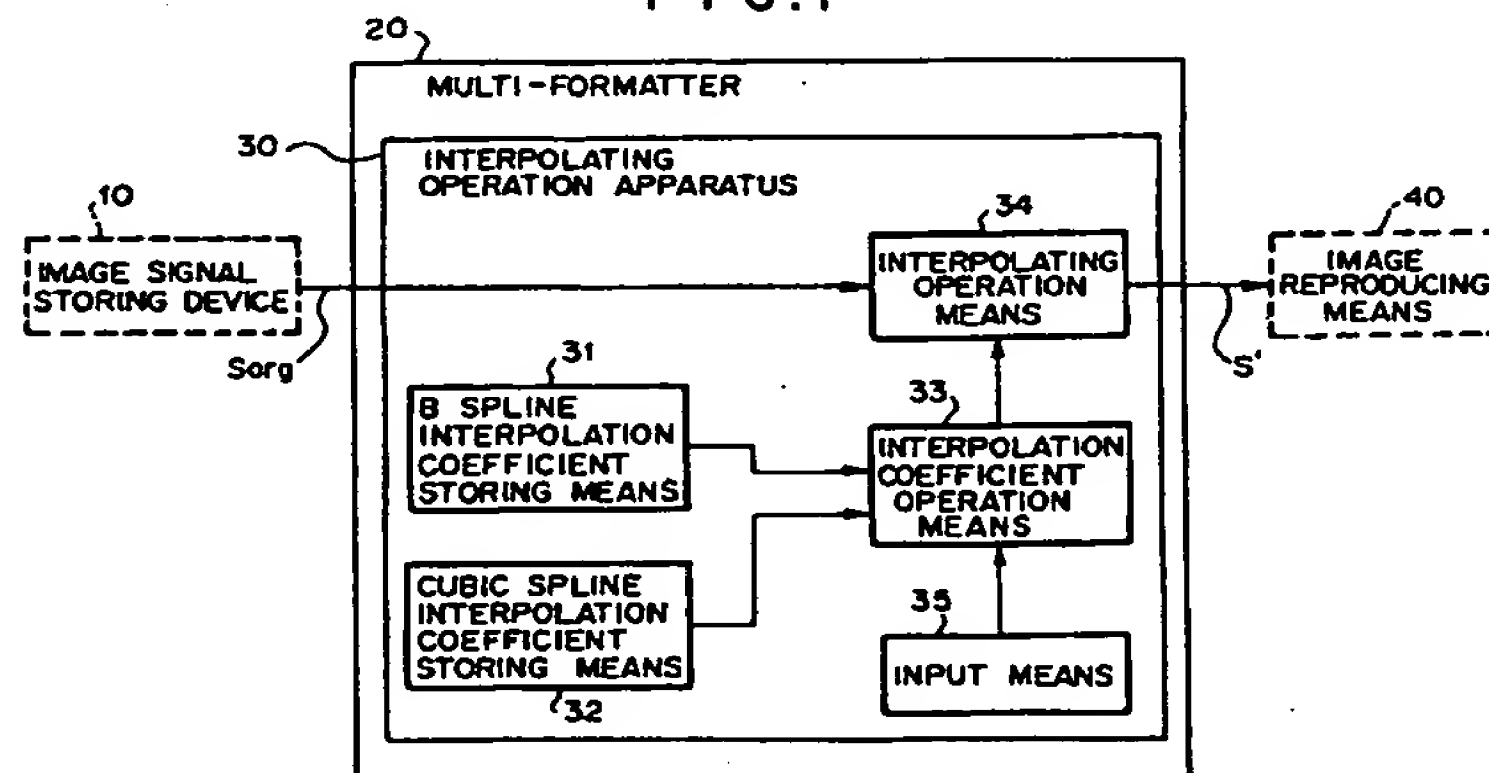 FIG.1
20
MULTI-FORMATTER
30
INTERPOLATING
OPERATION APPARATUS
10
IMAGE SIGNAL
STORING DEVICE
Sorg
34
INTERPOLATING
OPERATION
MEANS
40
IMAGE
REPRODUCING
MEANS
S'
31
B SPLINE
INTERPOLATION
COEFFICIENT
STORING MEANS
33
INTERPOLATION
COEFFICIENT
OPERATION
MEANS
CUBIC SPLINE
INTERPOLATION
COEFFICIENT
STORING MEANS
32
35
INPUT MEANS